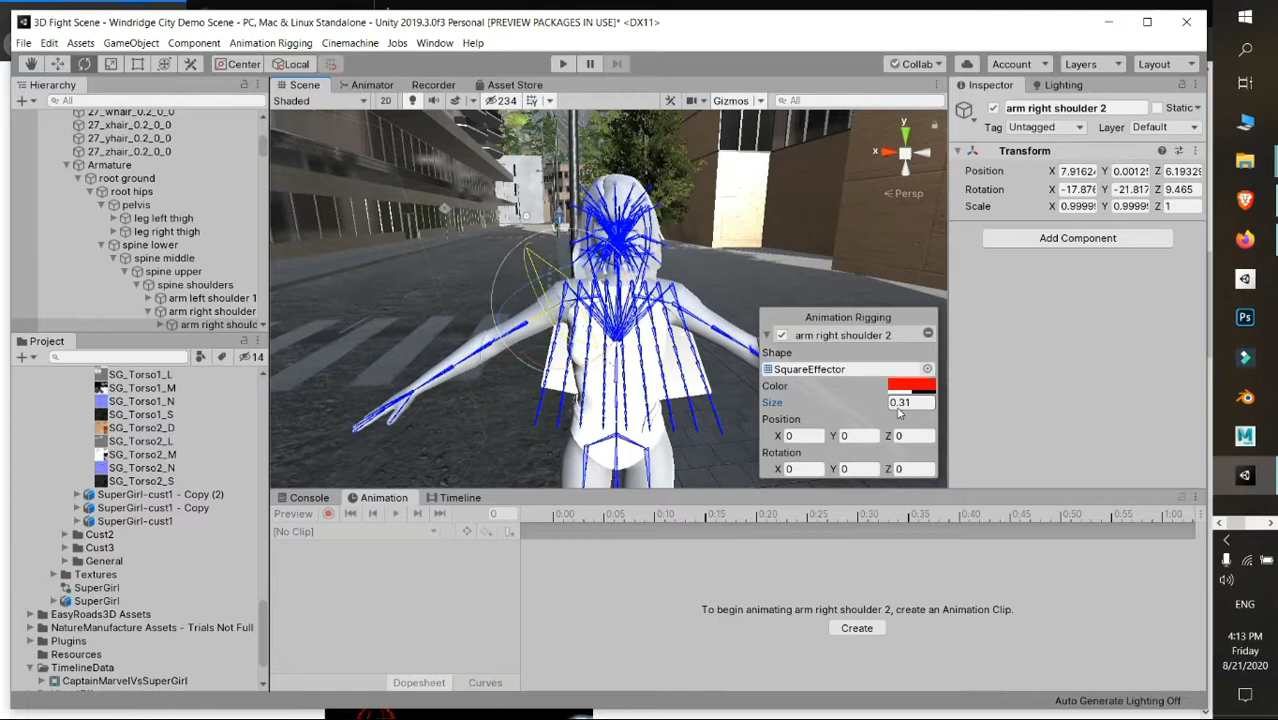 3D Fight Scene - Windridge City Demo Scene - PC, Mac & Linux Standalone - Unity 2019.3.0f3 Personal [PREVIEW PACKAGES IN USE]* <DX11>
File Edit Assets GameObject Component Animation Rigging Cinemachine Jobs Window Help
Center Local Collab Account Layers Layout
Hierarchy
All
27_whair_0.2_0_0
27_xhair_0.2_0_0
27_yhair_0.2_0_0
27_zhair_0.2_0_0
Armature
root ground
root hips
pelvis
leg left thigh
leg right thigh
spine lower
spine middle
spine upper
spine shoulders
arm left shoulder 1
arm right shoulder
arm right should
Project
14
SG_Torso1_L
SG_Torso1_M
SG_Torso1_N
SG_Torso1_S
SG_Torso2_D
SG_Torso2_L
SG_Torso2_M
SG_Torso2_N
SG_Torso2_S
SuperGirl-cust1 - Copy (2)
SuperGirl-cust1 - Copy
SuperGirl-cust1
Cust2
Cust3
General
Textures
SuperGirl
SuperGirl
EasyRoads3D Assets
NatureManufacture Assets - Trials Not Full
Plugins
Resources
TimelineData
CaptainMarvelVsSuperGirl
Scene Animator Recorder Asset Store
Shaded 2D 234 Gizmos All
y
x
Persp
Animation Rigging
arm right shoulder 2
Shape
SquareEffector
Color
Size 0.31
Position
X 0 Y 0 Z 0
Rotation
X 0 Y 0 Z 0
Console Animation Timeline
Preview 0 0:00 0:05 0:10 0:15 0:20 0:25 0:30 0:35 0:40 0:45 0:50 0:55 1:00
[No Clip]
To begin animating arm right shoulder 2, create an Animation Clip.
Create
Dopesheet Curves
Auto Generate Lighting Off
Inspector Lighting
arm right shoulder 2 Static
Tag Untagged Layer Default
Transform
Position X 7.9162 Y 0.0012 Z 6.1932
Rotation X -17.87 Y -21.81 Z 9.465
Scale X 0.9999 Y 0.9999 Z 1
Add Component
Ps
M
ENG
4:13 PM
Friday
8/21/2020